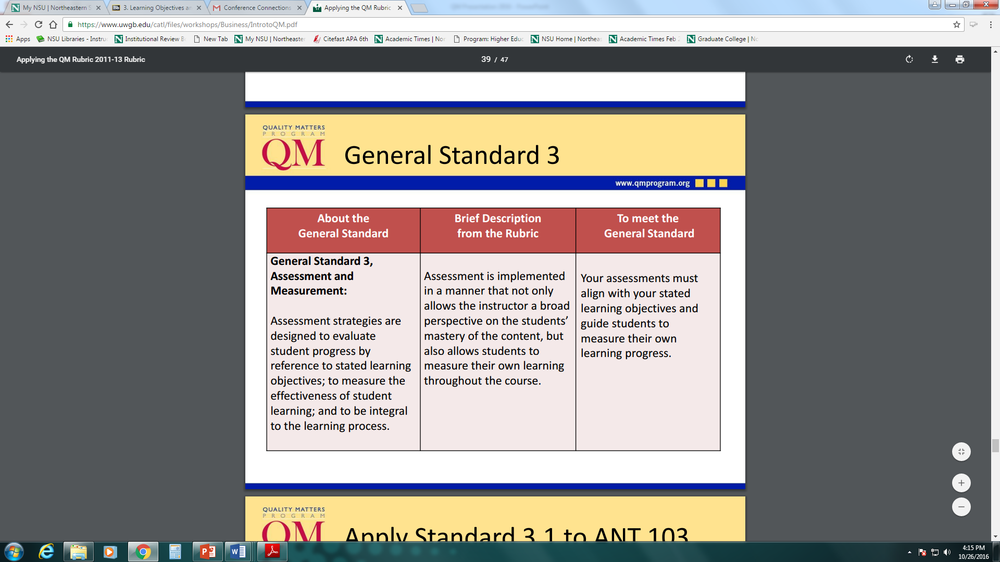 My NSU | Northeastern S
3. Learning Objectives an
Conference Connections
Applying the QM Rubric
https://www.uwgb.edu/catl/files/workshops/Business/IntrotoQM.pdf
Apps
NSU Libraries - Instru
Institutional Review B
New Tab
My NSU | Northeaste
Citefast APA 6th
Academic Times | No
Program: Higher Educ
NSU Home | Northeas
Academic Times Feb 2
Graduate College | No
Applying the QM Rubric 2011-13 Rubric
39 / 47
QUALITY MATTERS
PROGRAM
QM
General Standard 3
www.qmprogram.org
About the
General Standard
General Standard 3,
Assessment and
Measurement:
Assessment strategies are
designed to evaluate
student progress by
reference to stated learning
objectives; to measure the
effectiveness of student
learning; and to be integral
to the learning process.
Brief Description
from the Rubric
Assessment is implemented
in a manner that not only
allows the instructor a broad
perspective on the students’
mastery of the content, but
also allows students to
measure their own learning
throughout the course.
To meet the
General Standard
Your assessments must
align with your stated
learning objectives and
guide students to
measure their own
learning progress.
QUALITY MATTERS
PROGRAM
QM
Apply Standard 3.1 to ANT 103
4:15 PM
10/26/2016